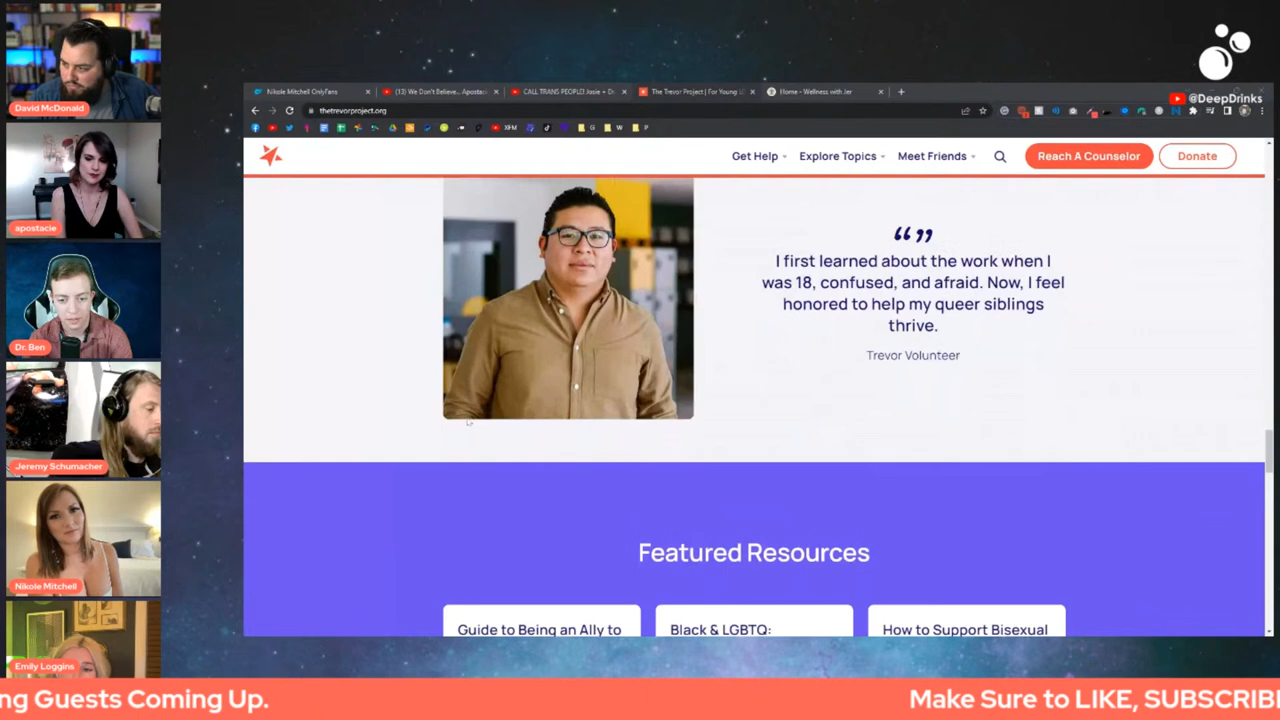 David McDonald
apostacie
Dr. Ben
Jeremy Schumacher
Nikole Mitchell
Emily Loggins
@DeepDrinks
Nikole Mitchell OnlyFans
(13) We Don't Believe... Apostac
CALL TRANS PEOPLE! Josie + D
The Trevor Project | For Young L
Home - Wellness with Jer
thetrevorproject.org
XFM
G
W
P
Get Help
Explore Topics
Meet Friends
Reach A Counselor
Donate
“ ”
I first learned about the work when I
was 18, confused, and afraid. Now, I feel
honored to help my queer siblings
thrive.
Trevor Volunteer
Featured Resources
Guide to Being an Ally to
Black & LGBTQ:
How to Support Bisexual
ng Guests Coming Up.
Make Sure to LIKE, SUBSCRIB